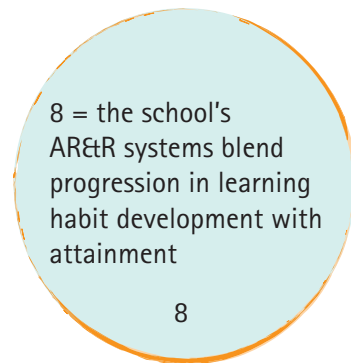 8 = the school's
AR&R systems blend
progression in learning
habit development with
attainment
8